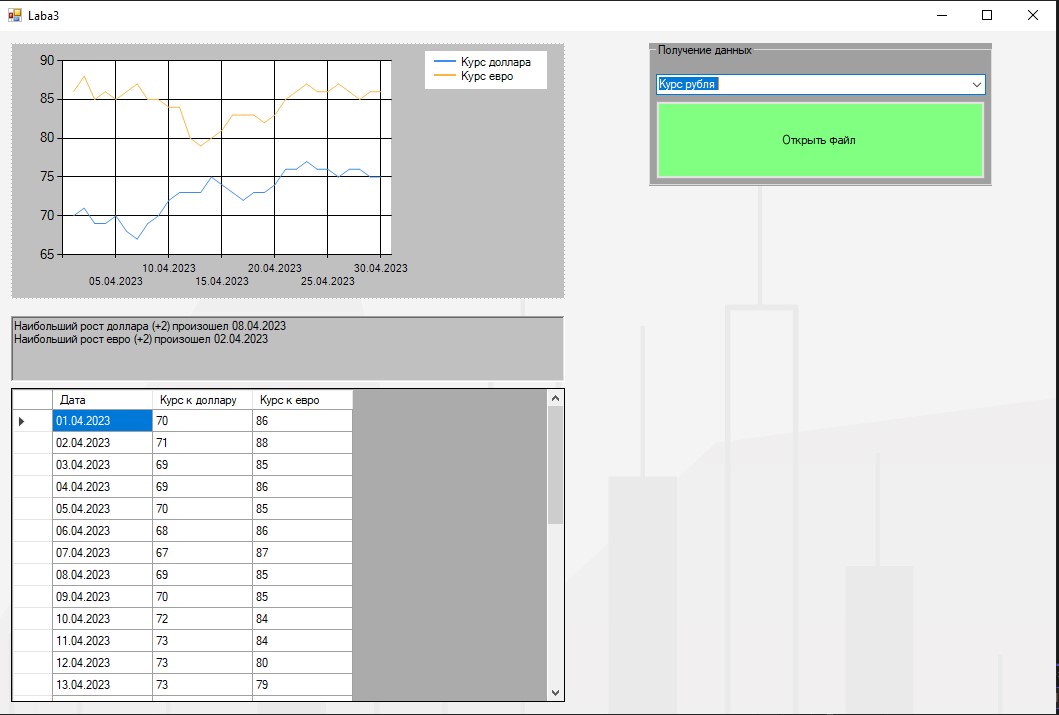 Laba3
90
85
80
75
70
65
10.04.2023 20.04.2023 30.04.2023
05.04.2023 15.04.2023 25.04.2023
Курс доллара
Курс евро
Получение данных
Курс рубля
Открыть файл
Наибольший рост доллара (+2) произошел 08.04.2023
Наибольший рост евро (+2) произошел 02.04.2023
Дата Курс к доллару Курс к евро
01.04.2023 70 86
02.04.2023 71 88
03.04.2023 69 85
04.04.2023 69 86
05.04.2023 70 85
06.04.2023 68 86
07.04.2023 67 87
08.04.2023 69 85
09.04.2023 70 85
10.04.2023 72 84
11.04.2023 73 84
12.04.2023 73 80
13.04.2023 73 79